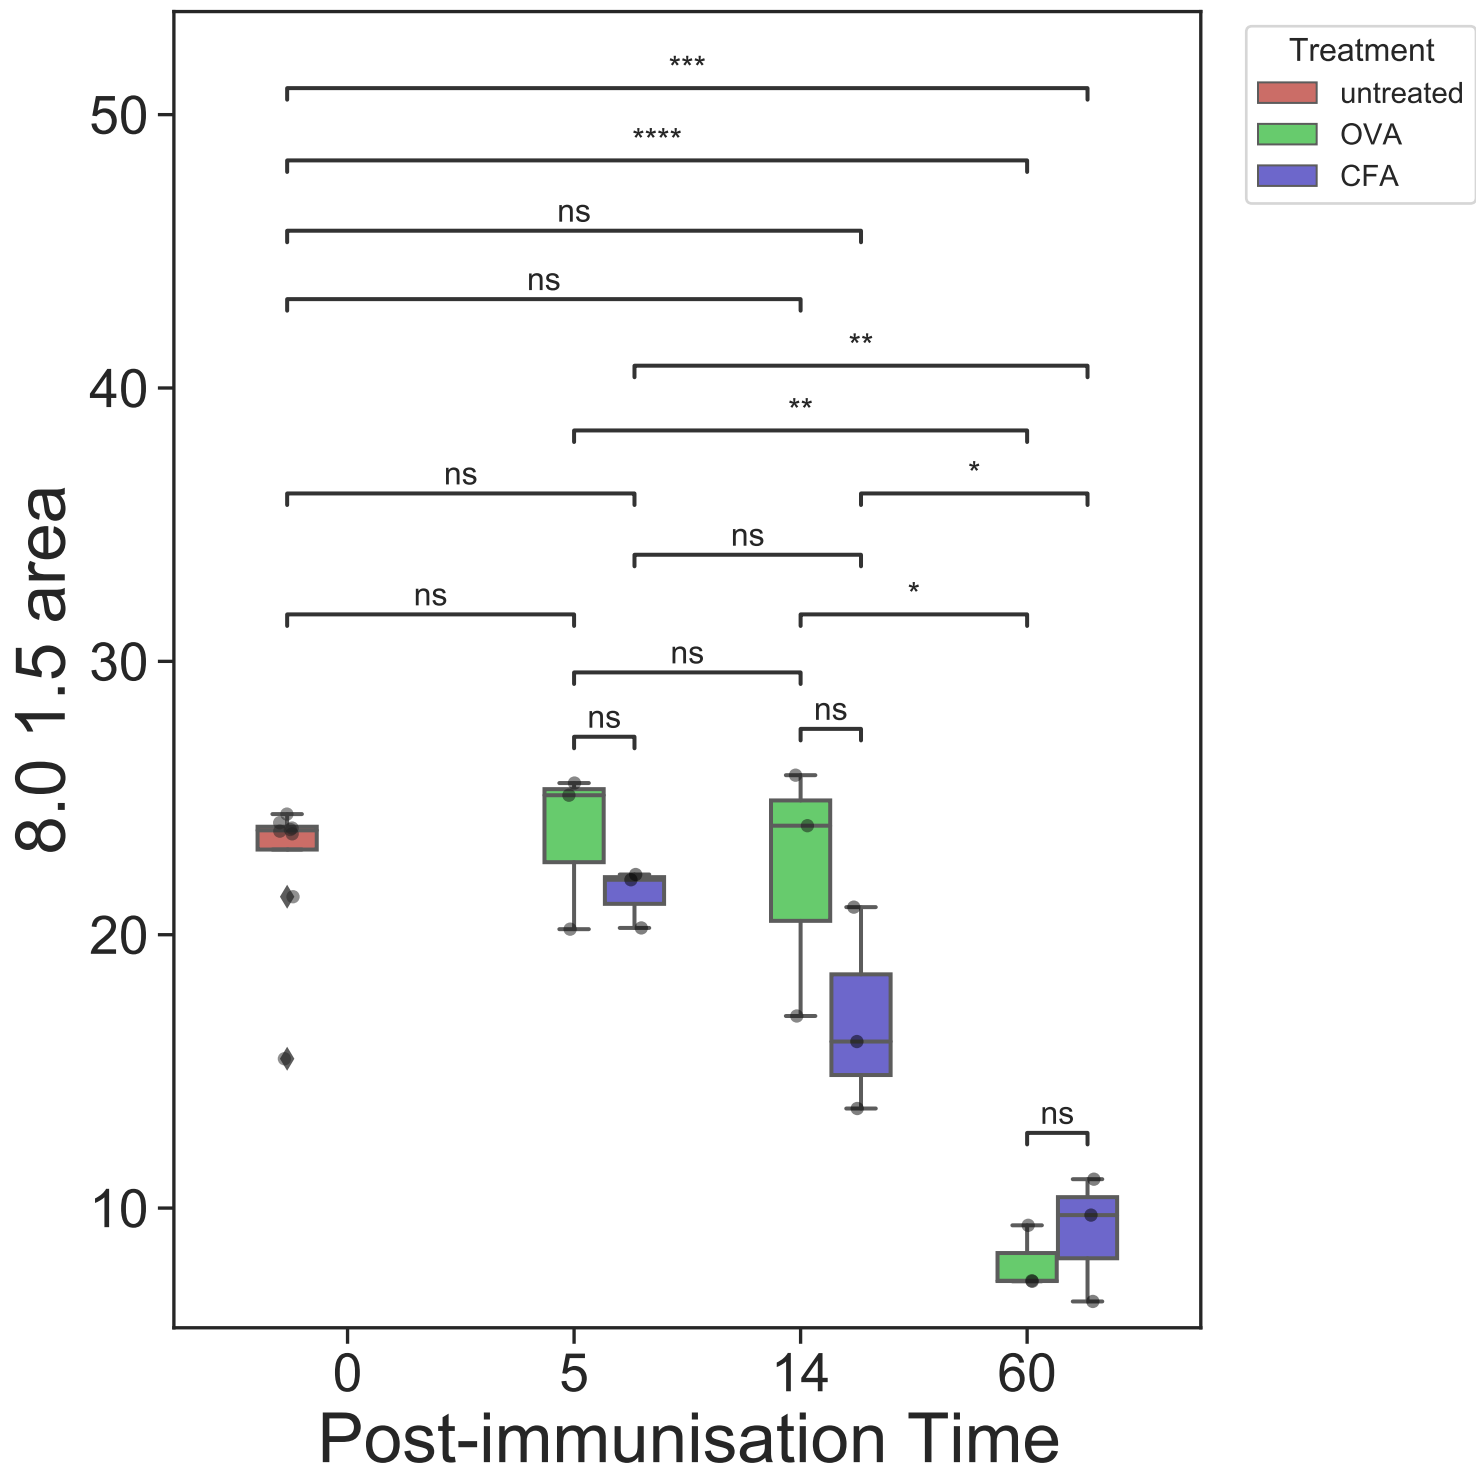 Treatment
untreated
OVA
CFA
***
****
ns
ns
**
**
ns
*
ns
ns
*
ns
ns
ns
ns
50
40
30
20
10
8.0 1.5 area
0
5
14
60
Post-immunisation Time